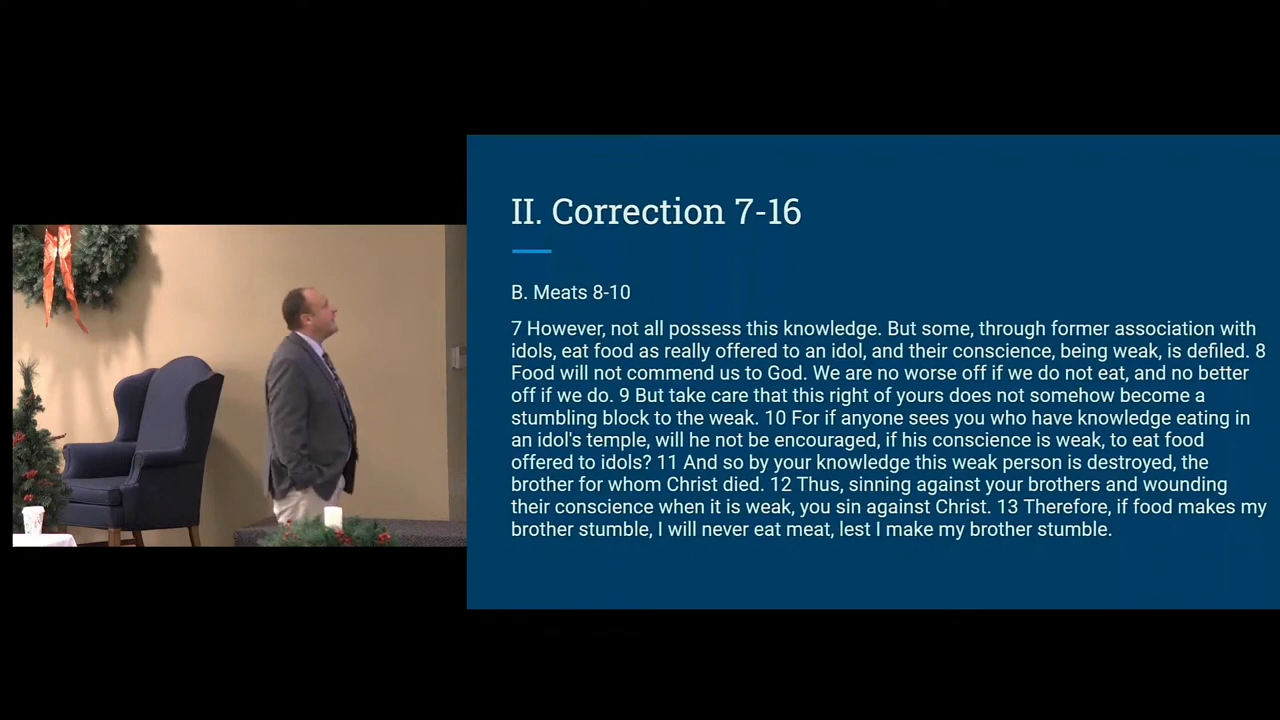 II. Correction 7-16
B. Meats 8-10
7 However, not all possess this knowledge. But some, through former association with
idols, eat food as really offered to an idol, and their conscience, being weak, is defiled. 8
Food will not commend us to God. We are no worse off if we do not eat, and no better
off if we do. 9 But take care that this right of yours does not somehow become a
stumbling block to the weak. 10 For if anyone sees you who have knowledge eating in
an idol's temple, will he not be encouraged, if his conscience is weak, to eat food
offered to idols? 11 And so by your knowledge this weak person is destroyed, the
brother for whom Christ died. 12 Thus, sinning against your brothers and wounding
their conscience when it is weak, you sin against Christ. 13 Therefore, if food makes my
brother stumble, I will never eat meat, lest I make my brother stumble.